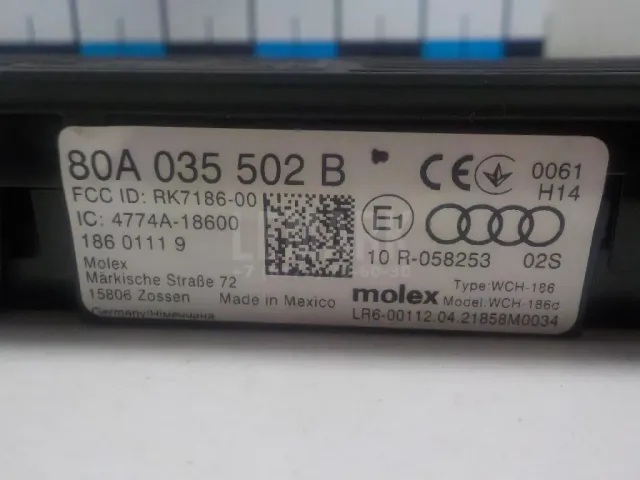 80A 035 502 B
FCC ID: RK7186-00
IC: 4774A-18600
186 0111 9
Molex
Märkische Straße 72
15806 Zossen
Made in Mexico
Germany/Німеччина
CE
0061
H14
E1
10 R-058253
02S
molex
Type: WCH-186
Model: WCH-186c
LR6-00112.04.21858M0034